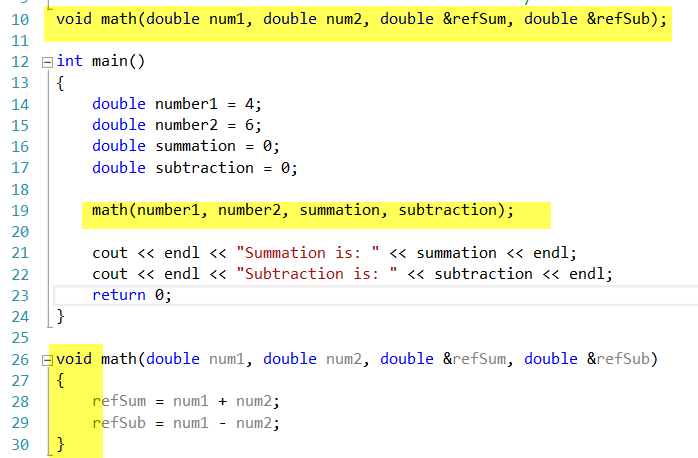 10 void math(double num1, double num2, double &refSum, double &refSub);
11
12 int main()
13 {
14     double number1 = 4;
15     double number2 = 6;
16     double summation = 0;
17     double subtraction = 0;
18
19     math(number1, number2, summation, subtraction);
20
21     cout << endl << "Summation is: " << summation << endl;
22     cout << endl << "Subtraction is: " << subtraction << endl;
23     return 0;
24 }
25
26 void math(double num1, double num2, double &refSum, double &refSub)
27 {
28     refSum = num1 + num2;
29     refSub = num1 - num2;
30 }